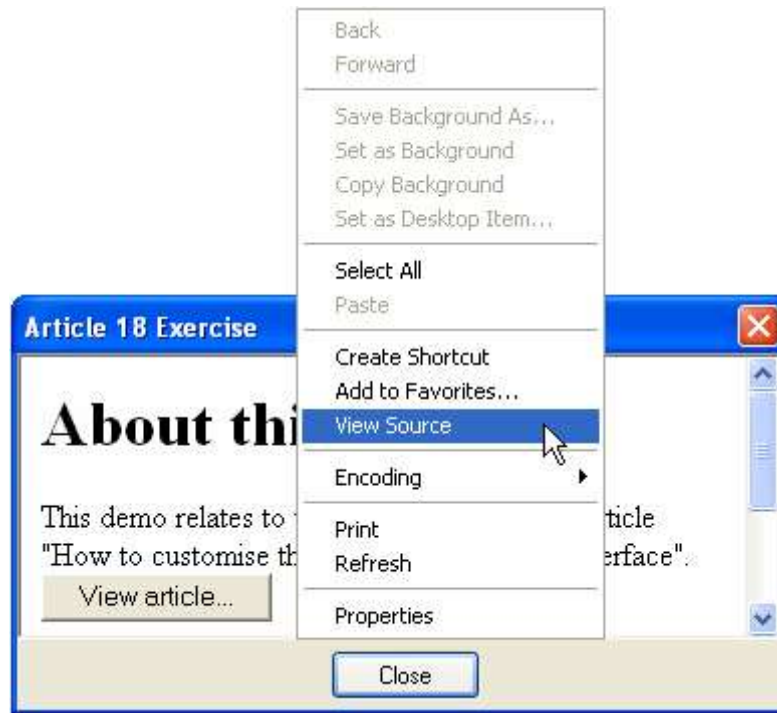 Back
Forward
Save Background As...
Set as Background
Copy Background
Set as Desktop Item...
Select All
Paste
Create Shortcut
Add to Favorites...
View Source
Encoding
Print
Refresh
Properties
Article 18 Exercise
About thi
This demo relates to ticle
"How to customise th erface".
View article...
Close